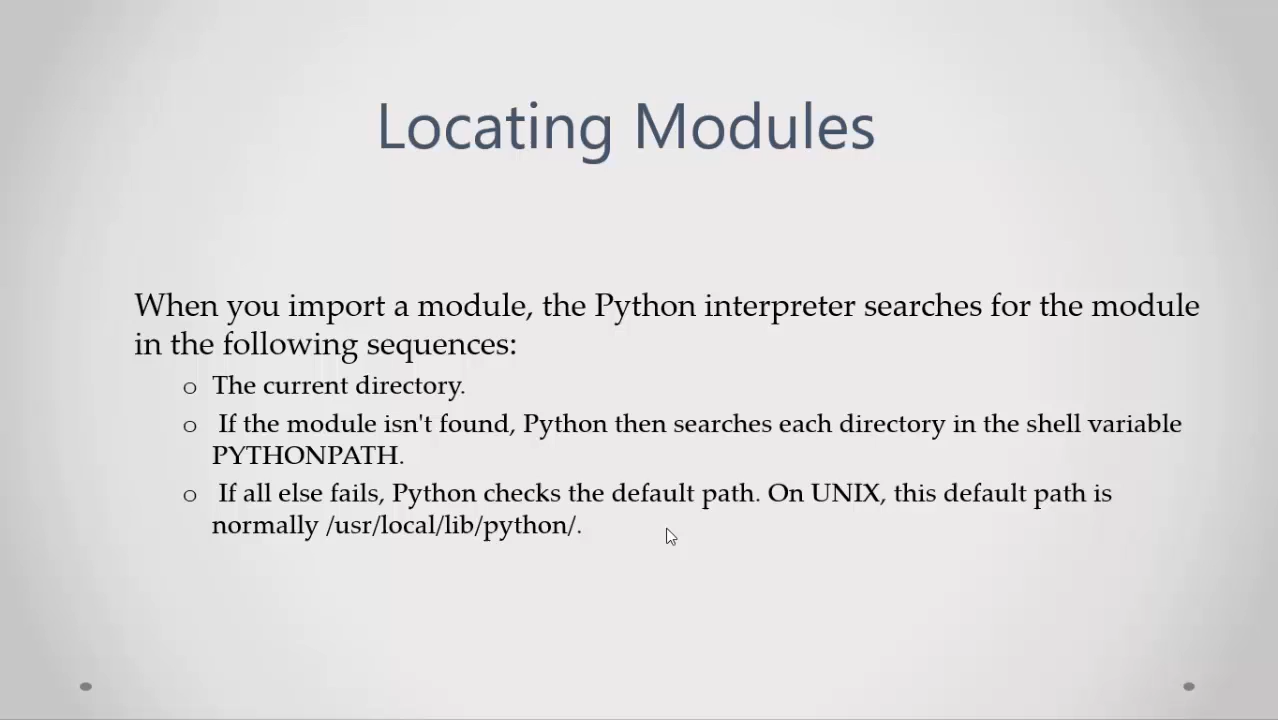 Locating Modules
When you import a module, the Python interpreter searches for the module
in the following sequences:
o The current directory.
o If the module isn't found, Python then searches each directory in the shell variable
PYTHONPATH.
o If all else fails, Python checks the default path. On UNIX, this default path is
normally /usr/local/lib/python/.